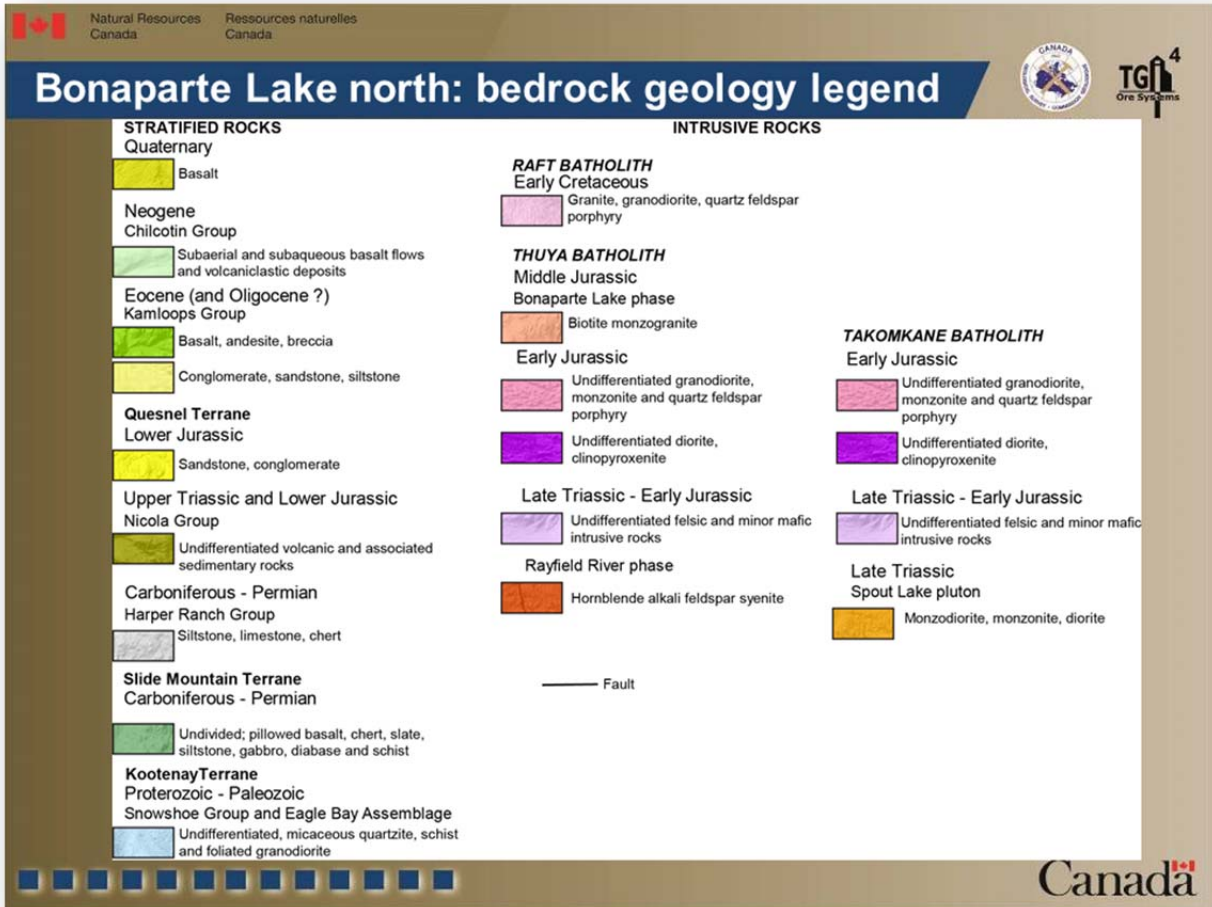 Natural Resources
Canada
Ressources naturelles
Canada
Bonaparte Lake north: bedrock geology legend
CANADA
TGI 4
Ore Systems
STRATIFIED ROCKS
Quaternary
Basalt
Neogene
Chilcotin Group
Subaerial and subaqueous basalt flows
and volcaniclastic deposits
Eocene (and Oligocene ?)
Kamloops Group
Basalt, andesite, breccia
Conglomerate, sandstone, siltstone
Quesnel Terrane
Lower Jurassic
Sandstone, conglomerate
Upper Triassic and Lower Jurassic
Nicola Group
Undifferentiated volcanic and associated
sedimentary rocks
Carboniferous - Permian
Harper Ranch Group
Siltstone, limestone, chert
Slide Mountain Terrane
Carboniferous - Permian
Undivided; pillowed basalt, chert, slate,
siltstone, gabbro, diabase and schist
KootenayTerrane
Proterozoic - Paleozoic
Snowshoe Group and Eagle Bay Assemblage
Undifferentiated, micaceous quartzite, schist
and foliated granodiorite
INTRUSIVE ROCKS
RAFT BATHOLITH
Early Cretaceous
Granite, granodiorite, quartz feldspar
porphyry
THUYA BATHOLITH
Middle Jurassic
Bonaparte Lake phase
Biotite monzogranite
Early Jurassic
Undifferentiated granodiorite,
monzonite and quartz feldspar
porphyry
Undifferentiated diorite,
clinopyroxenite
Late Triassic - Early Jurassic
Undifferentiated felsic and minor mafic
intrusive rocks
Rayfield River phase
Hornblende alkali feldspar syenite
Fault
TAKOMKANE BATHOLITH
Early Jurassic
Undifferentiated granodiorite,
monzonite and quartz feldspar
porphyry
Undifferentiated diorite,
clinopyroxenite
Late Triassic - Early Jurassic
Undifferentiated felsic and minor mafic
intrusive rocks
Late Triassic
Spout Lake pluton
Monzodiorite, monzonite, diorite
Canada